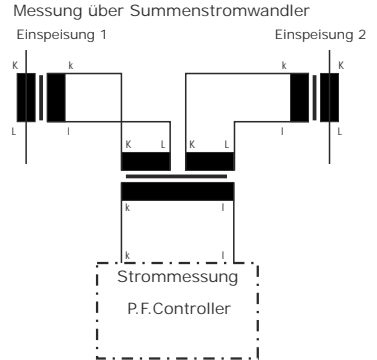 Messung über Summenstromwandler
Einspeisung 1
Einspeisung 2
K k k K
L l l L
K L K L
k l
k l
Strommessung
P.F.Controller